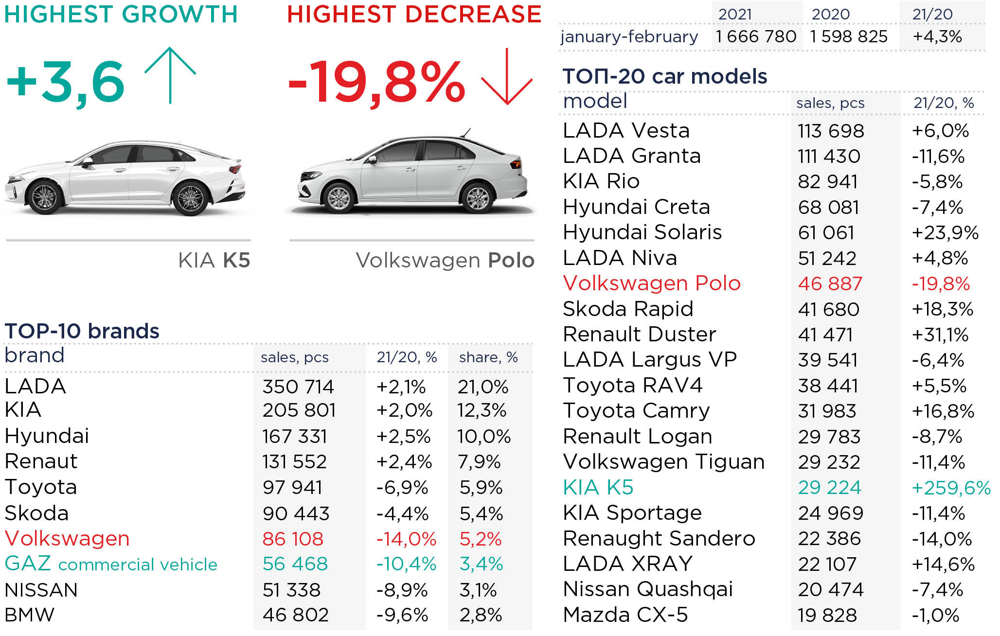 HIGHEST GROWTH
+3,6
KIA K5
HIGHEST DECREASE
-19,8%
Volkswagen Polo
TOP-10 brands
brand sales, pcs 21/20, % share, %
LADA 350 714 +2,1% 21,0%
KIA 205 801 +2,0% 12,3%
Hyundai 167 331 +2,5% 10,0%
Renaut 131 552 +2,4% 7,9%
Toyota 97 941 -6,9% 5,9%
Skoda 90 443 -4,4% 5,4%
Volkswagen 86 108 -14,0% 5,2%
GAZ commercial vehicle 56 468 -10,4% 3,4%
NISSAN 51 338 -8,9% 3,1%
BMW 46 802 -9,6% 2,8%
2021 2020 21/20
january-february 1 666 780 1 598 825 +4,3%
ТОП-20 car models
model sales, pcs 21/20, %
LADA Vesta 113 698 +6,0%
LADA Granta 111 430 -11,6%
KIA Rio 82 941 -5,8%
Hyundai Creta 68 081 -7,4%
Hyundai Solaris 61 061 +23,9%
LADA Niva 51 242 +4,8%
Volkswagen Polo 46 887 -19,8%
Skoda Rapid 41 680 +18,3%
Renault Duster 41 471 +31,1%
LADA Largus VP 39 541 -6,4%
Toyota RAV4 38 441 +5,5%
Toyota Camry 31 983 +16,8%
Renault Logan 29 783 -8,7%
Volkswagen Tiguan 29 232 -11,4%
KIA K5 29 224 +259,6%
KIA Sportage 24 969 -11,4%
Renaught Sandero 22 386 -14,0%
LADA XRAY 22 107 +14,6%
Nissan Quashqai 20 474 -7,4%
Mazda CX-5 19 828 -1,0%